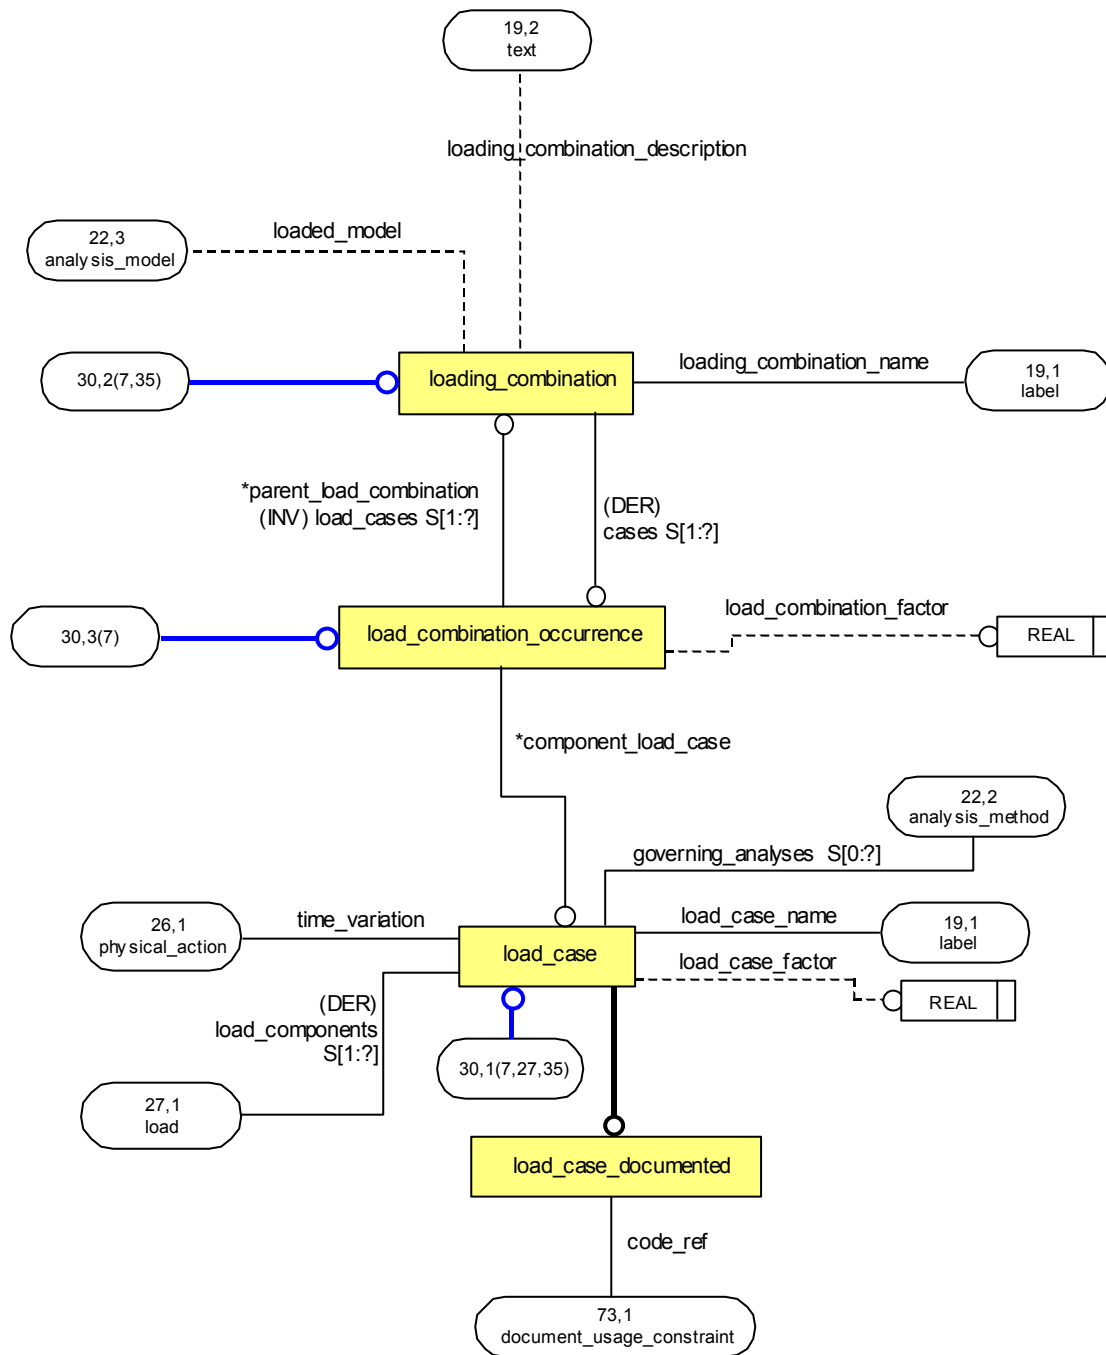 19,2
text
loading_combination_description
loaded_model
22,3
analysis_model
30,2(7,35)
loading_combination
loading_combination_name
19,1
label
*parent_load_combination
(INV) load_cases S[1:?]
(DER)
cases S[1:?]
30,3(7)
load_combination_occurrence
load_combination_factor
REAL
*component_load_case
22,2
analysis_method
governing_analyses S[0:?]
26,1
physical_action
time_variation
load_case
load_case_name
19,1
label
load_case_factor
REAL
(DER)
load_components
S[1:?]
30,1(7,27,35)
27,1
load
load_case_documented
code_ref
73,1
document_usage_constraint